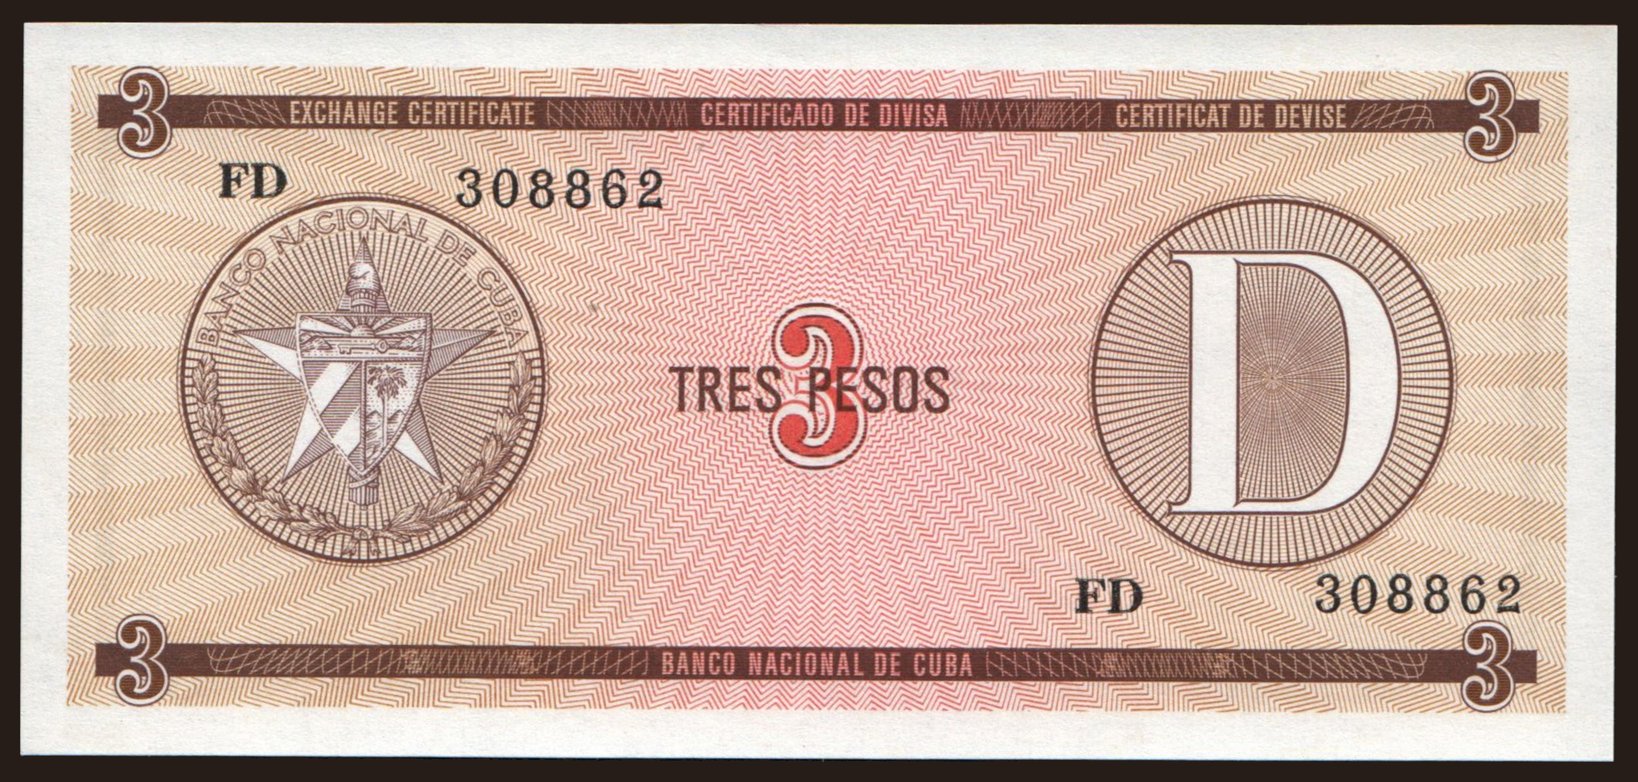 3 EXCHANGE CERTIFICATE CERTIFICADO DE DIVISA CERTIFICAT DE DEVISE 3
FD 308862
BANCO NACIONAL DE CUBA
3
TRES PESOS
D
FD 308862
3 BANCO NACIONAL DE CUBA 3